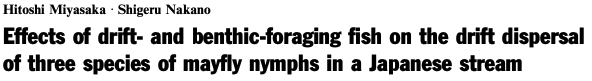 Hitoshi Miyasaka · Shigeru Nakano
Effects of drift- and benthic-foraging fish on the drift dispersal
of three species of mayfly nymphs in a Japanese stream